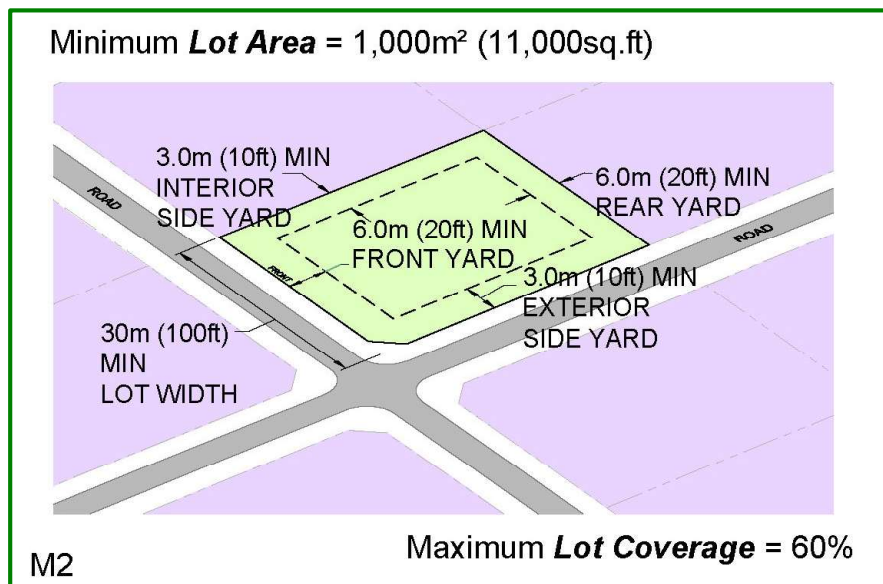 Minimum Lot Area = 1,000m² (11,000sq.ft)
3.0m (10ft) MIN
INTERIOR
SIDE YARD
ROAD
6.0m (20ft) MIN
REAR YARD
6.0m (20ft) MIN
FRONT YARD
ROAD
FRONT
3.0m (10ft) MIN
EXTERIOR
SIDE YARD
30m (100ft)
MIN
LOT WIDTH
Maximum Lot Coverage = 60%
M2